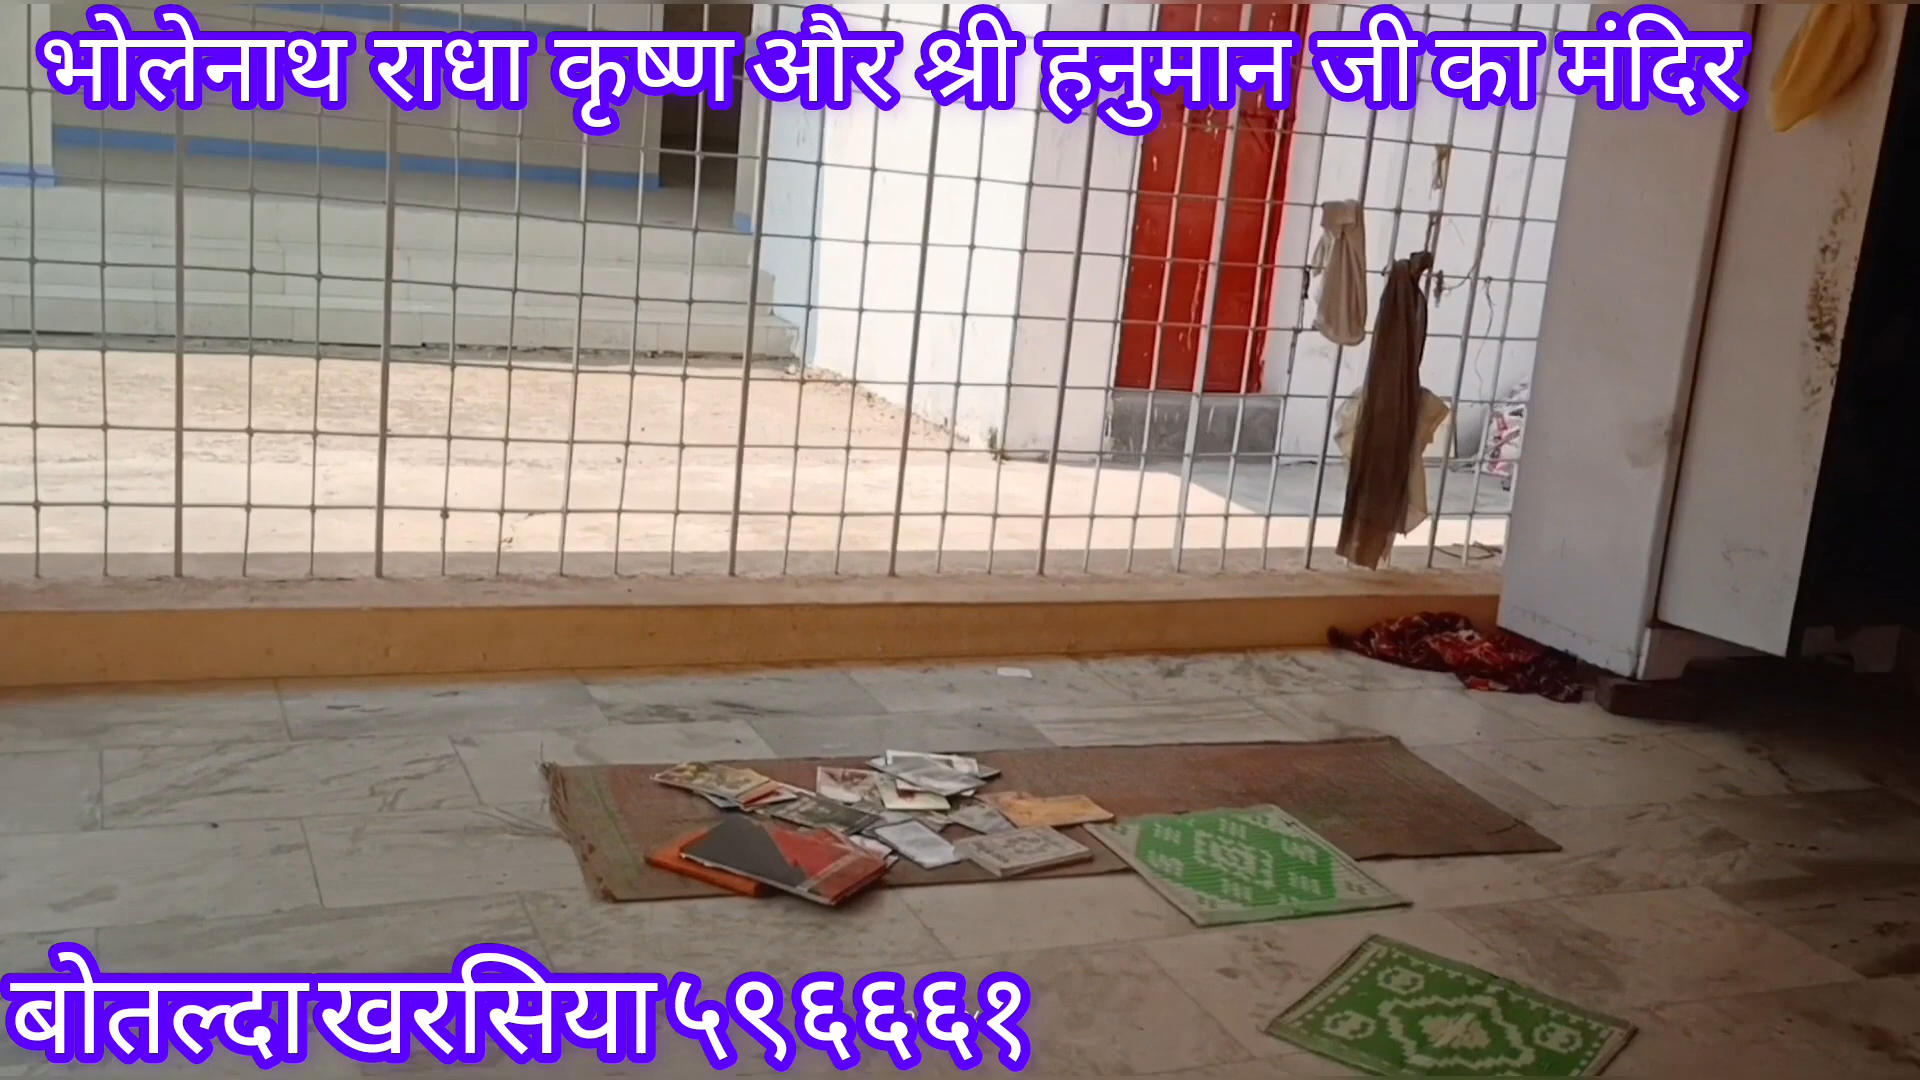 भोलेनाथ राधा कृष्ण और श्री हनुमान जी का मंदिर
बोतल्दा खरसिया ५९६६६१